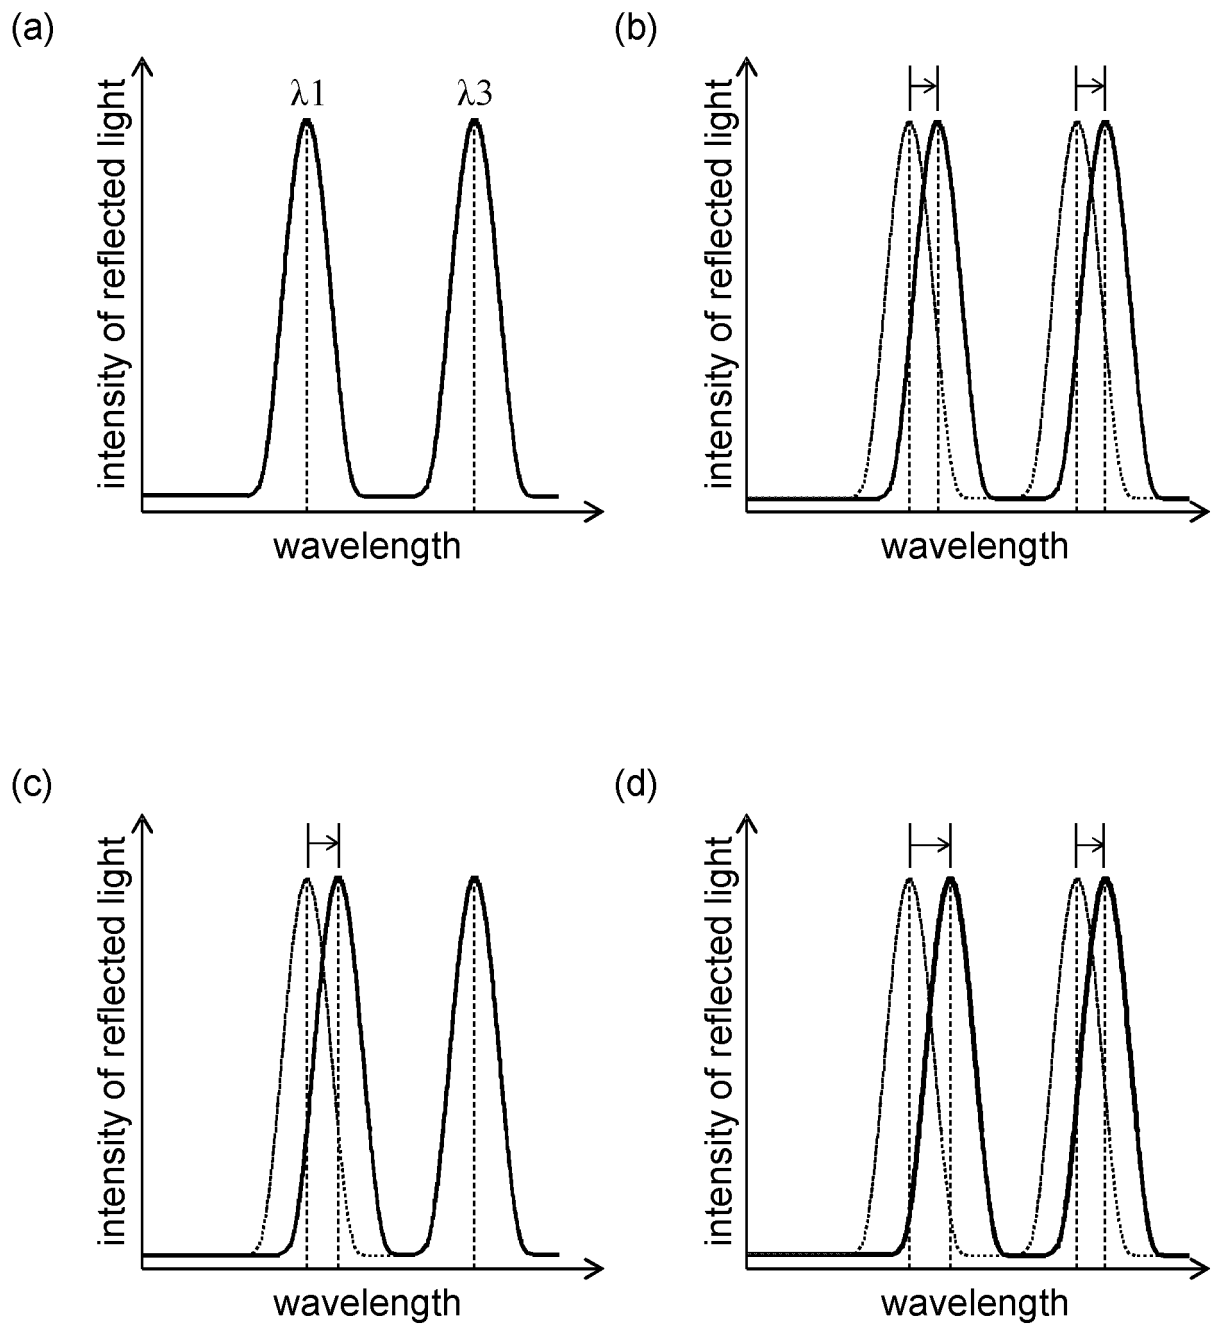 (a)
λ1
λ3
intensity of reflected light
wavelength
(b)
intensity of reflected light
wavelength
(c)
intensity of reflected light
wavelength
(d)
intensity of reflected light
wavelength